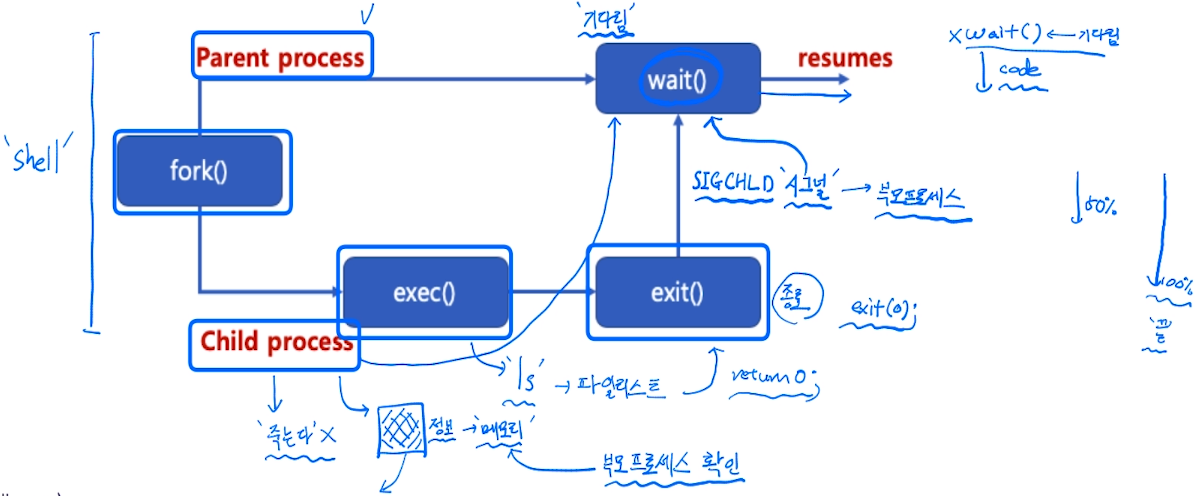 '기다림'
Parent process
wait()
resumes
xwait() ← 기다림
code
'shell'
fork()
SIGCHLD '시그널' → 부모프로세스
50%
100%
'끝'
exec()
exit()
종료
exit(0);
Child process
'ls' → 파일리스트
return 0;
'죽는다' X
정보 → '메모리'
부모프로세스 확인